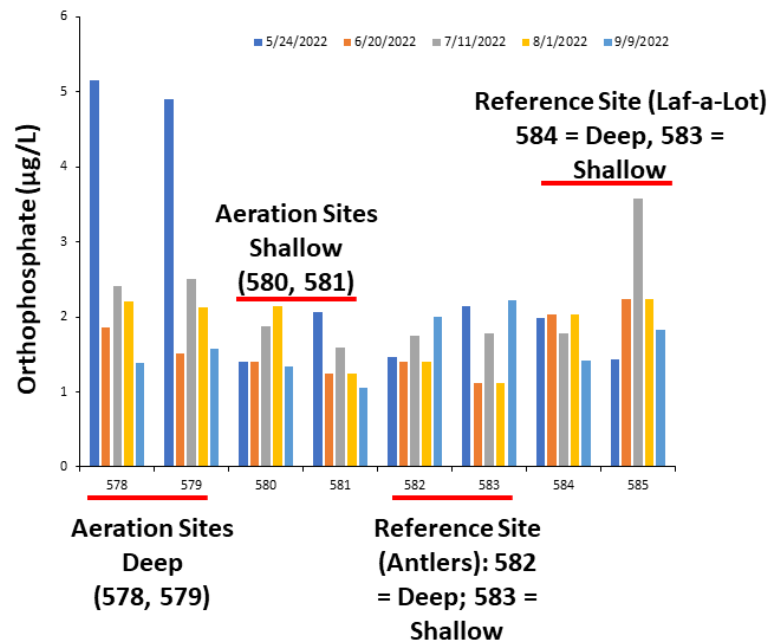 6
5/24/2022 6/20/2022 7/11/2022 8/1/2022 9/9/2022
5
Reference Site (Laf-a-Lot)
584 = Deep, 583 =
Shallow
4
Orthophosphate (µg/L)
Aeration Sites
Shallow
(580, 581)
3
2
1
0
578 579 580 581 582 583 584 585
Aeration Sites
Deep
(578, 579)
Reference Site
(Antlers): 582
= Deep; 583 =
Shallow